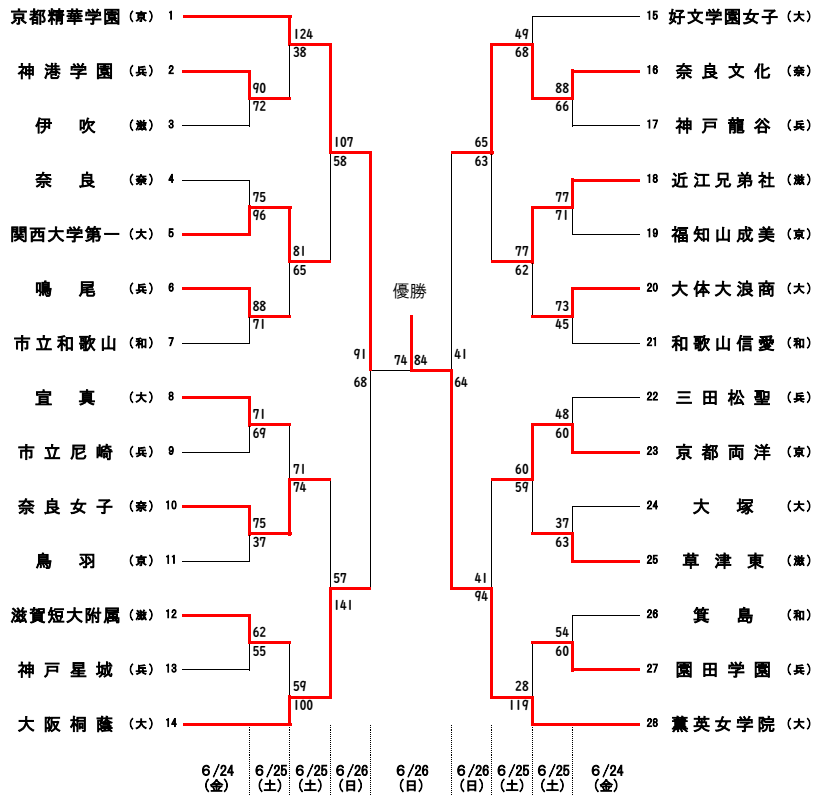 京都精華学園 （京） 1
神港学園 （兵） 2
伊吹 （滋） 3
奈良 （奈） 4
関西大学第一 （大） 5
鳴尾 （兵） 6
市立和歌山 （和） 7
宣真 （大） 8
市立尼崎 （兵） 9
奈良女子 （奈） 10
鳥羽 （京） 11
滋賀短大附属 （滋） 12
神戸星城 （兵） 13
大阪桐蔭 （大） 14
90
72
75
96
88
71
71
69
75
37
62
55
124
38
81
65
71
74
59
100
107
58
57
141
91
68
優勝
74 84
41
64
65
63
41
94
49
68
77
62
60
59
28
119
88
66
77
71
73
45
48
60
37
63
54
60
15 好文学園女子 （大）
16 奈良文化 （奈）
17 神戸龍谷 （兵）
18 近江兄弟社 （滋）
19 福知山成美 （京）
20 大体大浪商 （大）
21 和歌山信愛 （和）
22 三田松聖 （兵）
23 京都両洋 （京）
24 大塚 （大）
25 草津東 （滋）
26 箕島 （和）
27 園田学園 （兵）
28 薫英女学院 （大）
6/24 6/25 6/25 6/26 6/26 6/26 6/25 6/25 6/24
（金） （土） （土） （日） （日） （日） （土） （土） （金）